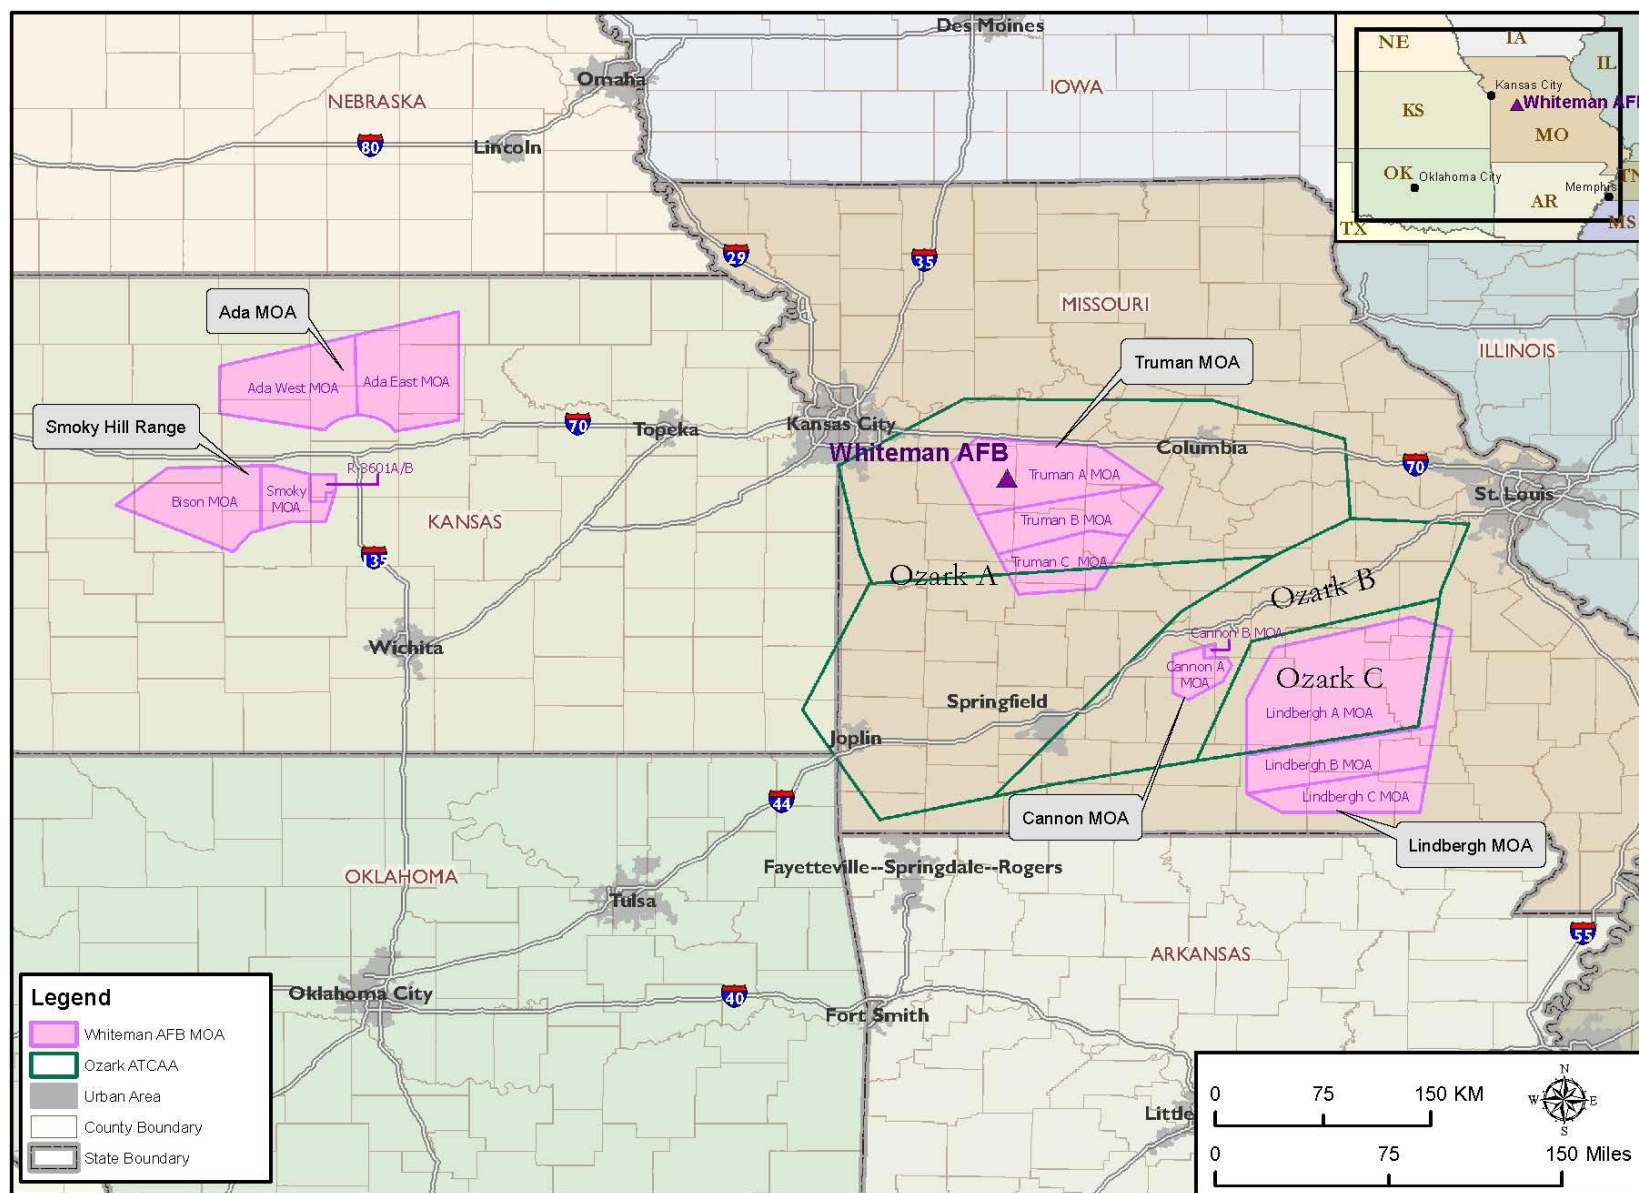 Des Moines
Omaha
IOWA
NEBRASKA
80
Lincoln
29
35
MISSOURI
ILLINOIS
NE
IA
IL
Kansas City
Whiteman AF
KS
MO
OK
Oklahoma City
Memphis
TN
AR
TX
MS
Ada MOA
Ada West MOA
Ada East MOA
Smoky Hill Range
R-3601A/B
Bison MOA
Smoky
MOA
KANSAS
135
70
Topeka
Kansas City
Whiteman AFB
Truman MOA
Truman A MOA
Truman B MOA
Truman C MOA
Columbia
70
St. Louis
Ozark A
Ozark B
Ozark C
Wichita
Cannon B MOA
Cannon A
MOA
Springfield
Joplin
Lindbergh A MOA
Lindbergh B MOA
Lindbergh C MOA
44
Cannon MOA
Lindbergh MOA
OKLAHOMA
Fayetteville--Springdale--Rogers
Tulsa
55
ARKANSAS
Oklahoma City
40
Fort Smith
Little
Legend
Whiteman AFB MOA
Ozark ATCAA
Urban Area
County Boundary
State Boundary
0 75 150 KM
0 75 150 Miles
N
W E
S